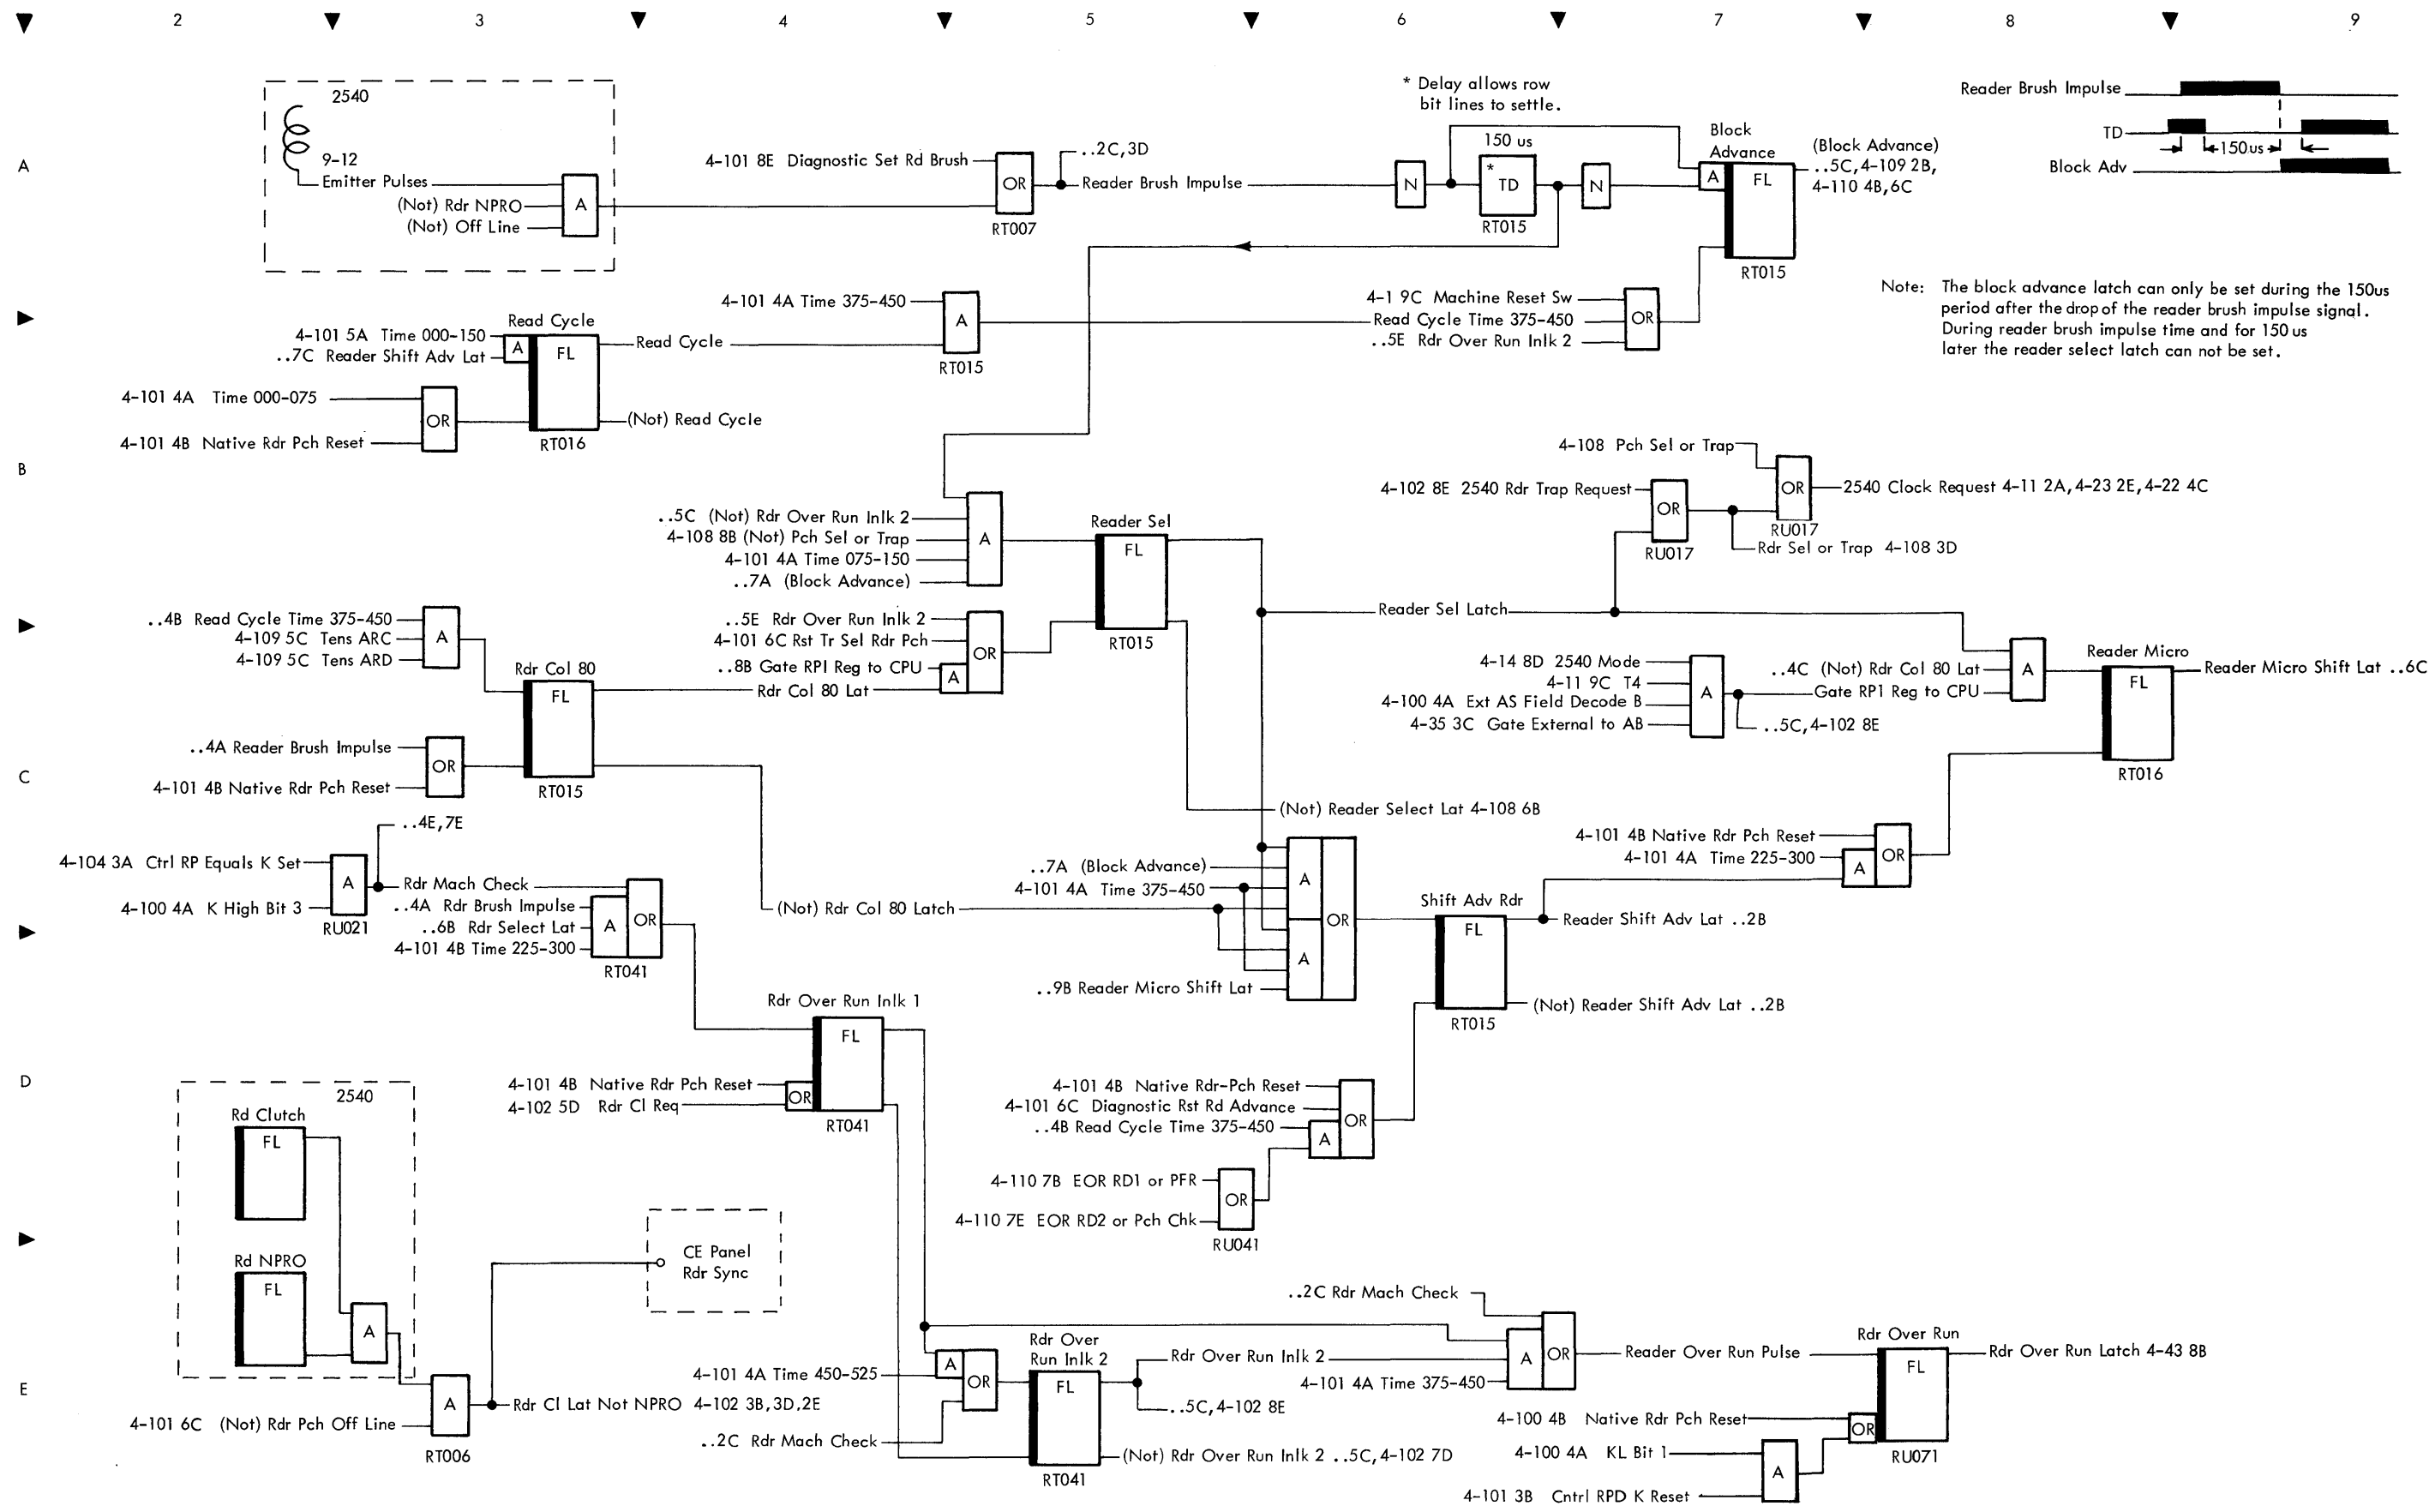 2 3 4 5 6 7 8 9
A
B
C
D
E
2540
9-12
Emitter Pulses
(Not) Rdr NPRO
(Not) Off Line
A
4-101 8E Diagnostic Set Rd Brush
OR
RT007
..2C,3D
Reader Brush Impulse
N
* Delay allows row
bit lines to settle.
150 us
*
TD
RT015
N
Block
Advance
A
FL
RT015
(Block Advance)
..5C,4-109 2B,
4-110 4B,6C
Reader Brush Impulse
TD
150us
Block Adv
Note: The block advance latch can only be set during the 150us
period after the drop of the reader brush impulse signal.
During reader brush impulse time and for 150 us
later the reader select latch can not be set.
4-101 4A Time 375-450
A
RT015
4-1 9C Machine Reset Sw
Read Cycle Time 375-450
..5E Rdr Over Run Inlk 2
OR
Read Cycle
4-101 5A Time 000-150
..7C Reader Shift Adv Lat
A
FL
Read Cycle
4-101 4A Time 000-075
4-101 4B Native Rdr Pch Reset
OR
RT016
(Not) Read Cycle
4-108 Pch Sel or Trap
4-102 8E 2540 Rdr Trap Request
OR
RU017
OR
RU017
2540 Clock Request 4-11 2A,4-23 2E,4-22 4C
Rdr Sel or Trap 4-108 3D
..5C (Not) Rdr Over Run Inlk 2
4-108 8B (Not) Pch Sel or Trap
4-101 4A Time 075-150
..7A (Block Advance)
A
Reader Sel
FL
RT015
..5E Rdr Over Run Inlk 2
4-101 6C Rst Tr Sel Rdr Pch
..8B Gate RP1 Reg to CPU
Rdr Col 80 Lat
A
OR
Reader Sel Latch
..4B Read Cycle Time 375-450
4-109 5C Tens ARC
4-109 5C Tens ARD
A
Rdr Col 80
FL
RT015
..4A Reader Brush Impulse
4-101 4B Native Rdr Pch Reset
OR
4-14 8D 2540 Mode
4-11 9C T4
4-100 4A Ext AS Field Decode B
4-35 3C Gate External to AB
A
..4C (Not) Rdr Col 80 Lat
Gate RP1 Reg to CPU
..5C,4-102 8E
A
Reader Micro
FL
RT016
Reader Micro Shift Lat ..6C
(Not) Reader Select Lat 4-108 6B
..4E,7E
4-104 3A Ctrl RP Equals K Set
4-100 4A K High Bit 3
A
RU021
Rdr Mach Check
..4A Rdr Brush Impulse
..6B Rdr Select Lat
4-101 4B Time 225-300
A
OR
RT041
..7A (Block Advance)
4-101 4A Time 375-450
(Not) Rdr Col 80 Latch
..9B Reader Micro Shift Lat
A
A
OR
4-101 4B Native Rdr Pch Reset
4-101 4A Time 225-300
A
OR
Shift Adv Rdr
FL
RT015
Reader Shift Adv Lat ..2B
(Not) Reader Shift Adv Lat ..2B
Rdr Over Run Inlk 1
FL
RT041
4-101 4B Native Rdr Pch Reset
4-102 5D Rdr Cl Req
OR
4-101 4B Native Rdr-Pch Reset
4-101 6C Diagnostic Rst Rd Advance
..4B Read Cycle Time 375-450
A
OR
4-110 7B EOR RD1 or PFR
4-110 7E EOR RD2 or Pch Chk
OR
RU041
2540
Rd Clutch
FL
Rd NPRO
FL
A
4-101 6C (Not) Rdr Pch Off Line
A
RT006
CE Panel
Rdr Sync
Rdr Cl Lat Not NPRO 4-102 3B,3D,2E
4-101 4A Time 450-525
..2C Rdr Mach Check
A
OR
Rdr Over
Run Inlk 2
FL
RT041
Rdr Over Run Inlk 2
..5C,4-102 8E
(Not) Rdr Over Run Inlk 2 ..5C,4-102 7D
..2C Rdr Mach Check
4-101 4A Time 375-450
A
OR
Reader Over Run Pulse
Rdr Over Run
FL
RU071
Rdr Over Run Latch 4-43 8B
4-100 4B Native Rdr Pch Reset
OR
4-100 4A KL Bit 1
4-101 3B Cntrl RPD K Reset
A